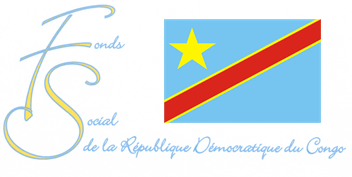 Fonds
Social
de la République Démocratique du Congo